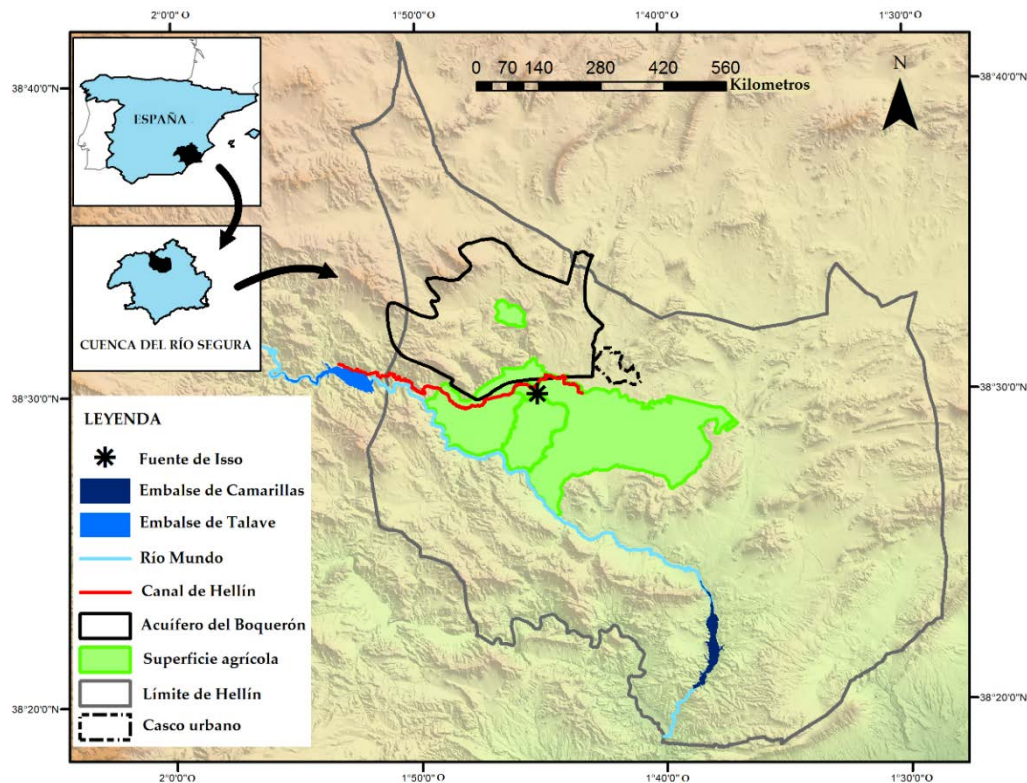 2°0'0"O 1°50'0"O 1°40'0"O 1°30'0"O
38°40'0"N 38°40'0"N
ESPAÑA
0 70 140 280 420 560
Kilometros
N
CUENCA DEL RÍO SEGURA
38°30'0"N 38°30'0"N
LEYENDA
Fuente de Isso
Embalse de Camarillas
Embalse de Talave
Río Mundo
Canal de Hellín
Acuífero del Boquerón
Superficie agrícola
Límite de Hellín
Casco urbano
38°20'0"N 38°20'0"N
2°0'0"O 1°50'0"O 1°40'0"O 1°30'0"O